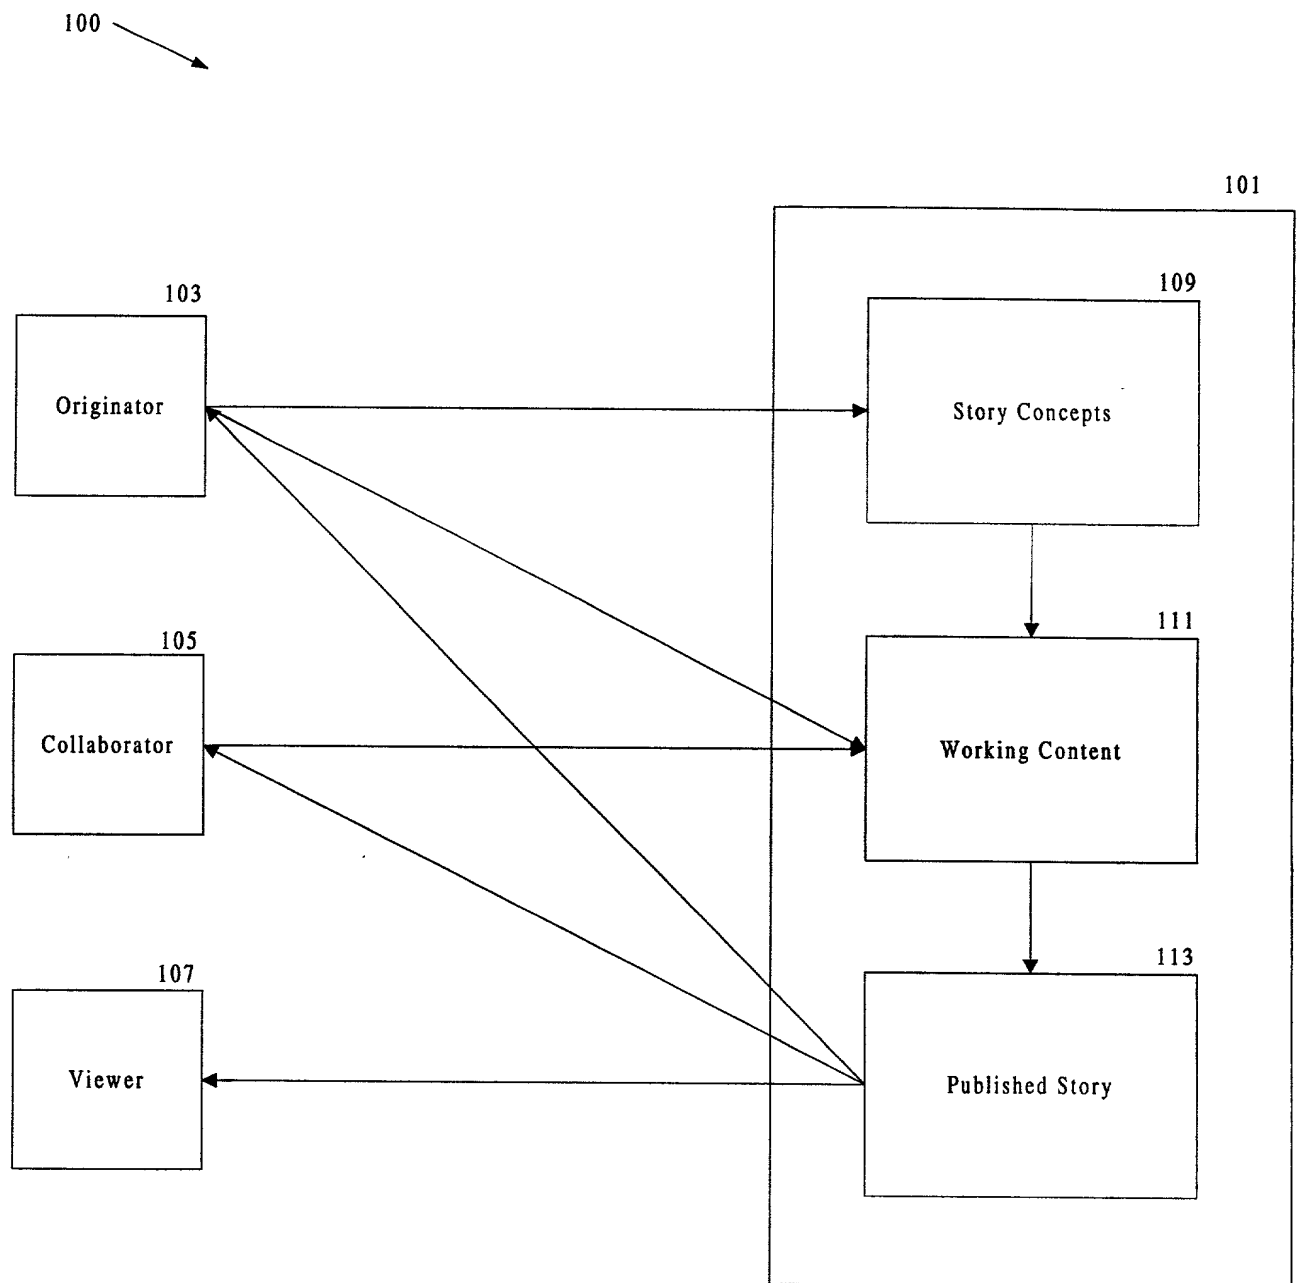 100
101
103
109
Originator
Story Concepts
105
111
Collaborator
Working Content
107
113
Viewer
Published Story